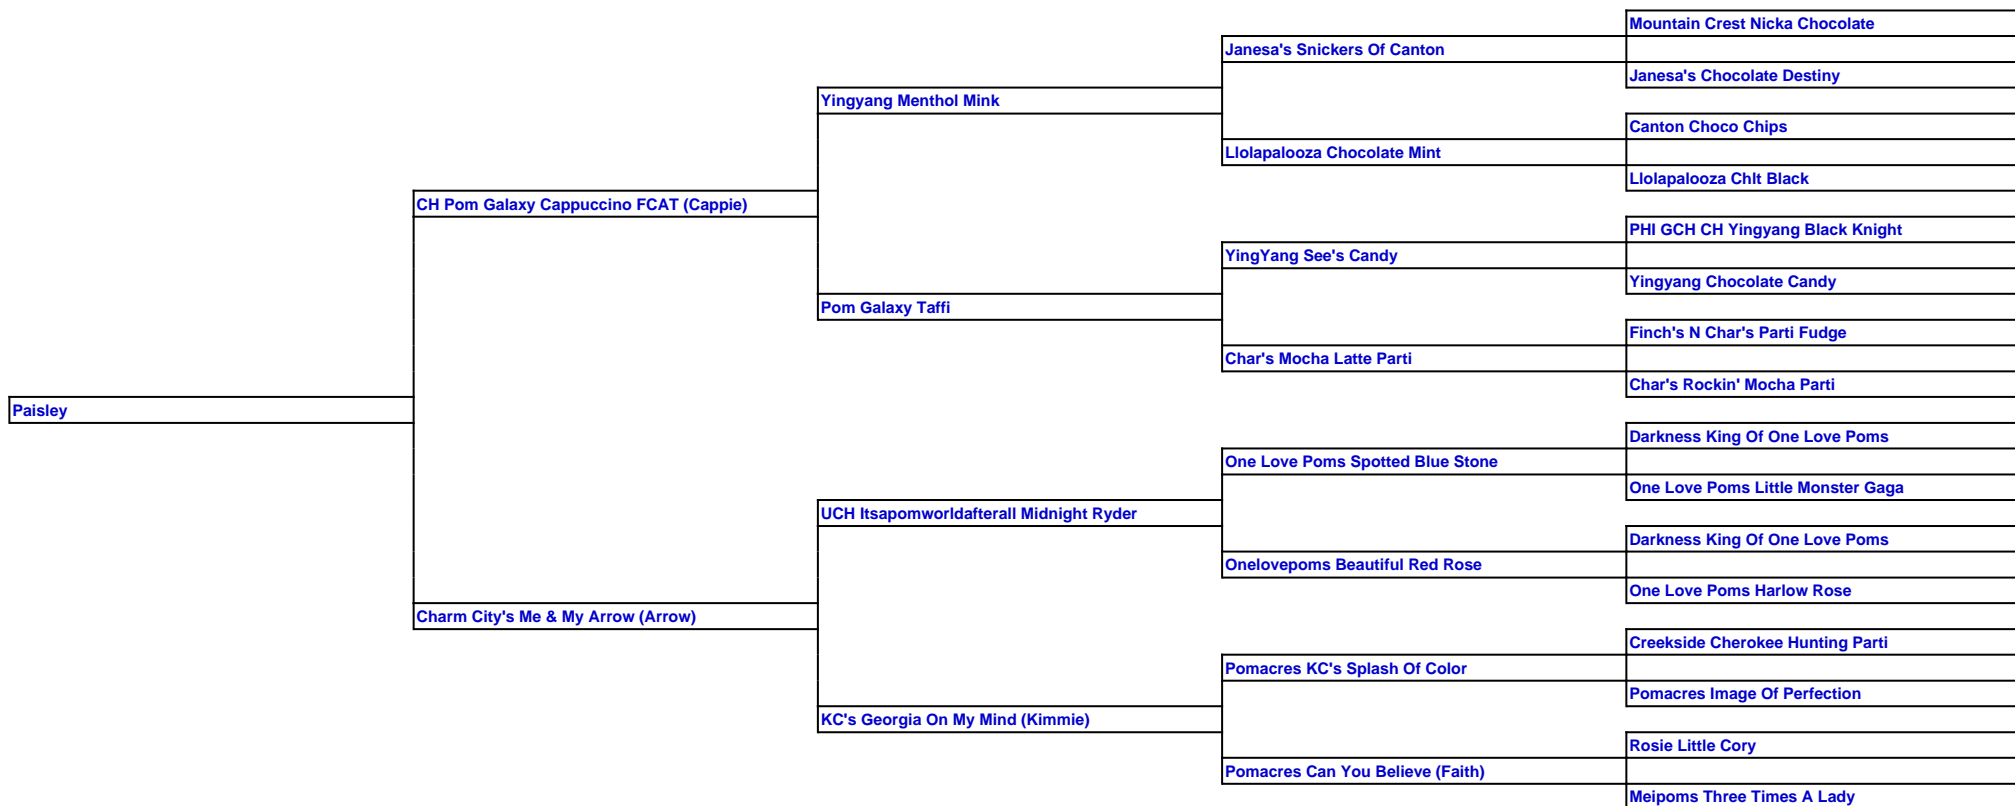 Mountain Crest Nicka Chocolate
Janesa's Snickers Of Canton
Janesa's Chocolate Destiny
Yingyang Menthol Mink
Canton Choco Chips
Llolapalooza Chocolate Mint
Llolapalooza Chlt Black
CH Pom Galaxy Cappuccino FCAT (Cappie)
PHI GCH CH Yingyang Black Knight
YingYang See's Candy
Yingyang Chocolate Candy
Pom Galaxy Taffi
Finch's N Char's Parti Fudge
Char's Mocha Latte Parti
Char's Rockin' Mocha Parti
Paisley
Darkness King Of One Love Poms
One Love Poms Spotted Blue Stone
One Love Poms Little Monster Gaga
UCH Itsapomworldafterall Midnight Ryder
Darkness King Of One Love Poms
Onelovepoms Beautiful Red Rose
One Love Poms Harlow Rose
Charm City's Me & My Arrow (Arrow)
Creekside Cherokee Hunting Parti
Pomacres KC's Splash Of Color
Pomacres Image Of Perfection
KC's Georgia On My Mind (Kimmie)
Rosie Little Cory
Pomacres Can You Believe (Faith)
Meipoms Three Times A Lady